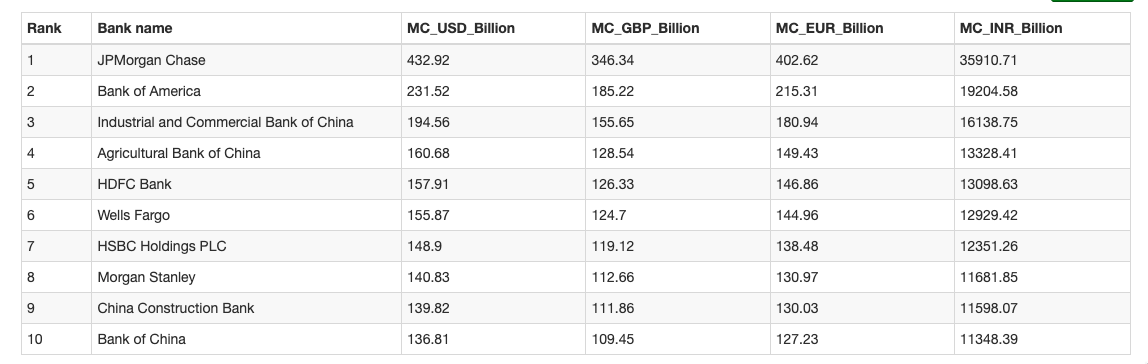 Rank Bank name MC_USD_Billion MC_GBP_Billion MC_EUR_Billion MC_INR_Billion
1 JPMorgan Chase 432.92 346.34 402.62 35910.71
2 Bank of America 231.52 185.22 215.31 19204.58
3 Industrial and Commercial Bank of China 194.56 155.65 180.94 16138.75
4 Agricultural Bank of China 160.68 128.54 149.43 13328.41
5 HDFC Bank 157.91 126.33 146.86 13098.63
6 Wells Fargo 155.87 124.7 144.96 12929.42
7 HSBC Holdings PLC 148.9 119.12 138.48 12351.26
8 Morgan Stanley 140.83 112.66 130.97 11681.85
9 China Construction Bank 139.82 111.86 130.03 11598.07
10 Bank of China 136.81 109.45 127.23 11348.39